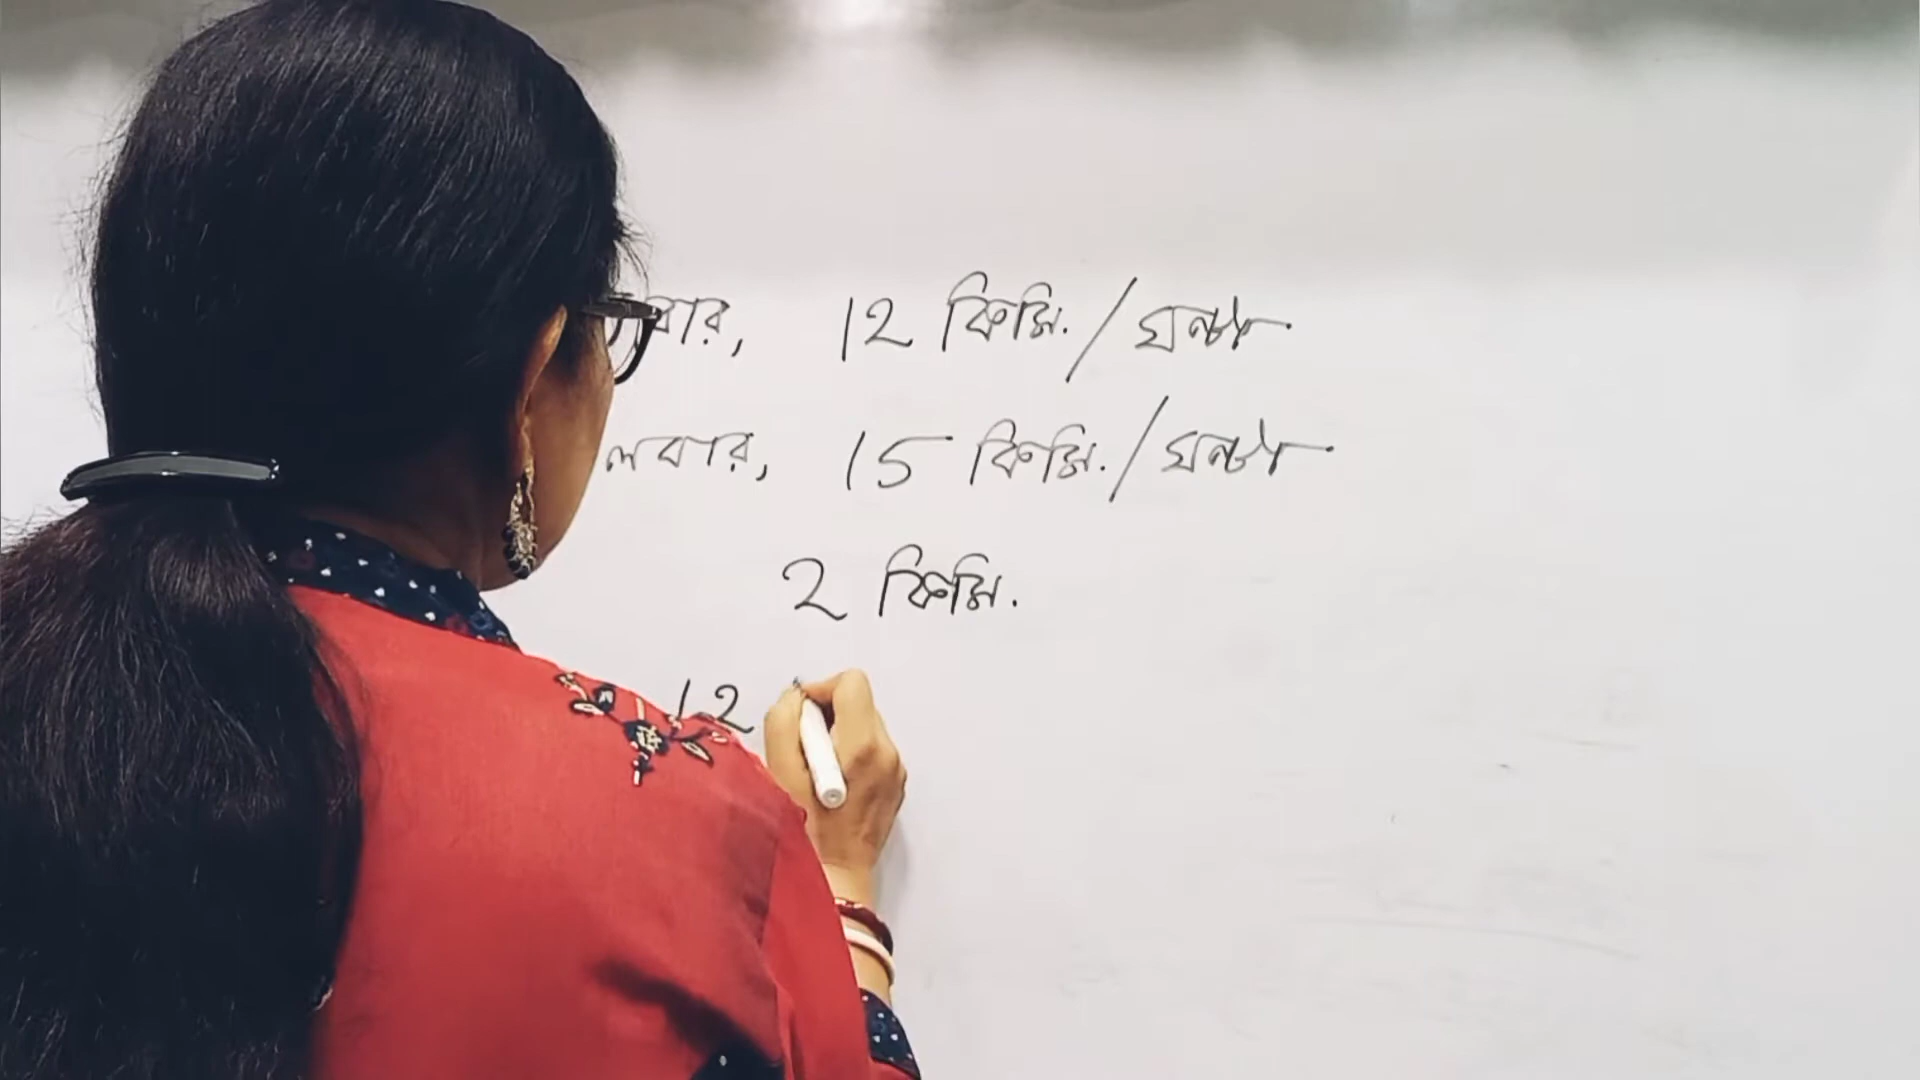 বার, 12 কিমি. / ঘন্টা
লবার, 15 কিমি. / ঘন্টা
2 কিমি.
12